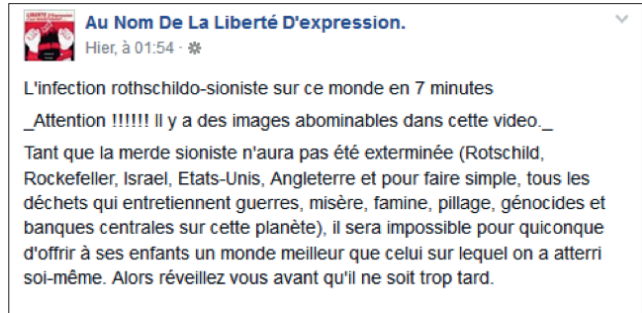 Au Nom De La Liberté D'expression.
Hier, à 01:54 ·
L'infection rothschildo-sioniste sur ce monde en 7 minutes
_Attention !!!!!! Il y a des images abominables dans cette video._
Tant que la merde sioniste n'aura pas été exterminée (Rotschild,
Rockefeller, Israel, Etats-Unis, Angleterre et pour faire simple, tous les
déchets qui entretiennent guerres, misère, famine, pillage, génocides et
banques centrales sur cette planète), il sera impossible pour quiconque
d'offrir à ses enfants un monde meilleur que celui sur lequel on a atterri
soi-même. Alors réveillez vous avant qu'il ne soit trop tard.